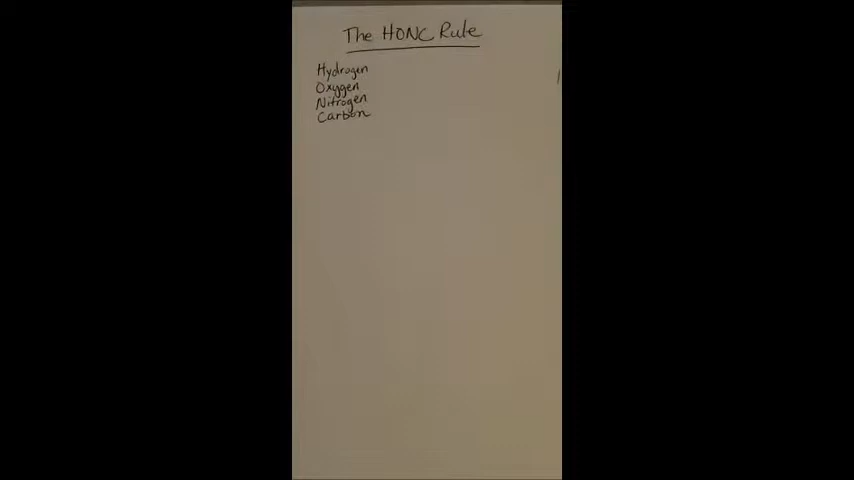 The HONC Rule
Hydrogen
Oxygen
Nitrogen
Carbon